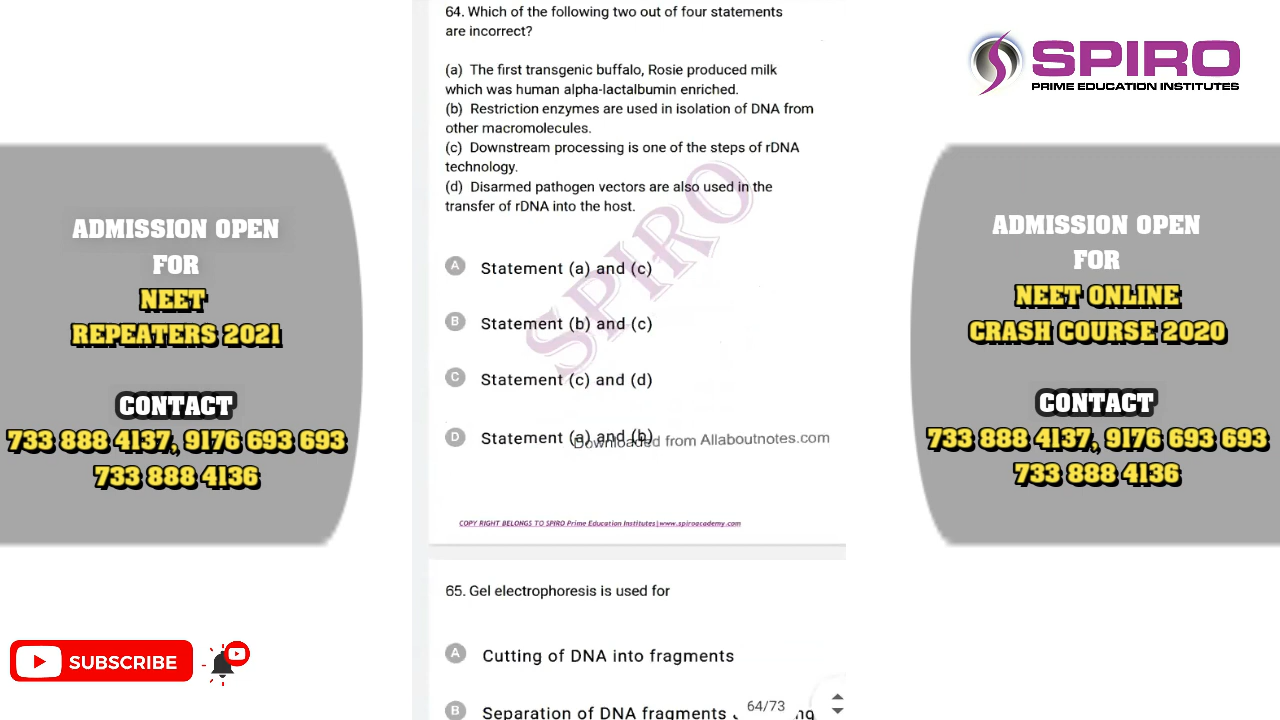 64. Which of the following two out of four statements
are incorrect?
(a) The first transgenic buffalo, Rosie produced milk
which was human alpha-lactalbumin enriched.
(b) Restriction enzymes are used in isolation of DNA from
other macromolecules.
(c) Downstream processing is one of the steps of rDNA
technology.
(d) Disarmed pathogen vectors are also used in the
transfer of rDNA into the host.
A Statement (a) and (c)
B Statement (b) and (c)
C Statement (c) and (d)
D Statement (a) and (b)
Downloaded from Allaboutnotes.com
SPIRO
COPY RIGHT BELONGS TO SPIRO Prime Education Institutes|www.spiroacademy.com
65. Gel electrophoresis is used for
A Cutting of DNA into fragments
B Separation of DNA fragments
64/73
ADMISSION OPEN
FOR
NEET
REPEATERS 2021
CONTACT
733 888 4137, 9176 693 693
733 888 4136
SUBSCRIBE
SPIRO
PRIME EDUCATION INSTITUTES
ADMISSION OPEN
FOR
NEET ONLINE
CRASH COURSE 2020
CONTACT
733 888 4137, 9176 693 693
733 888 4136